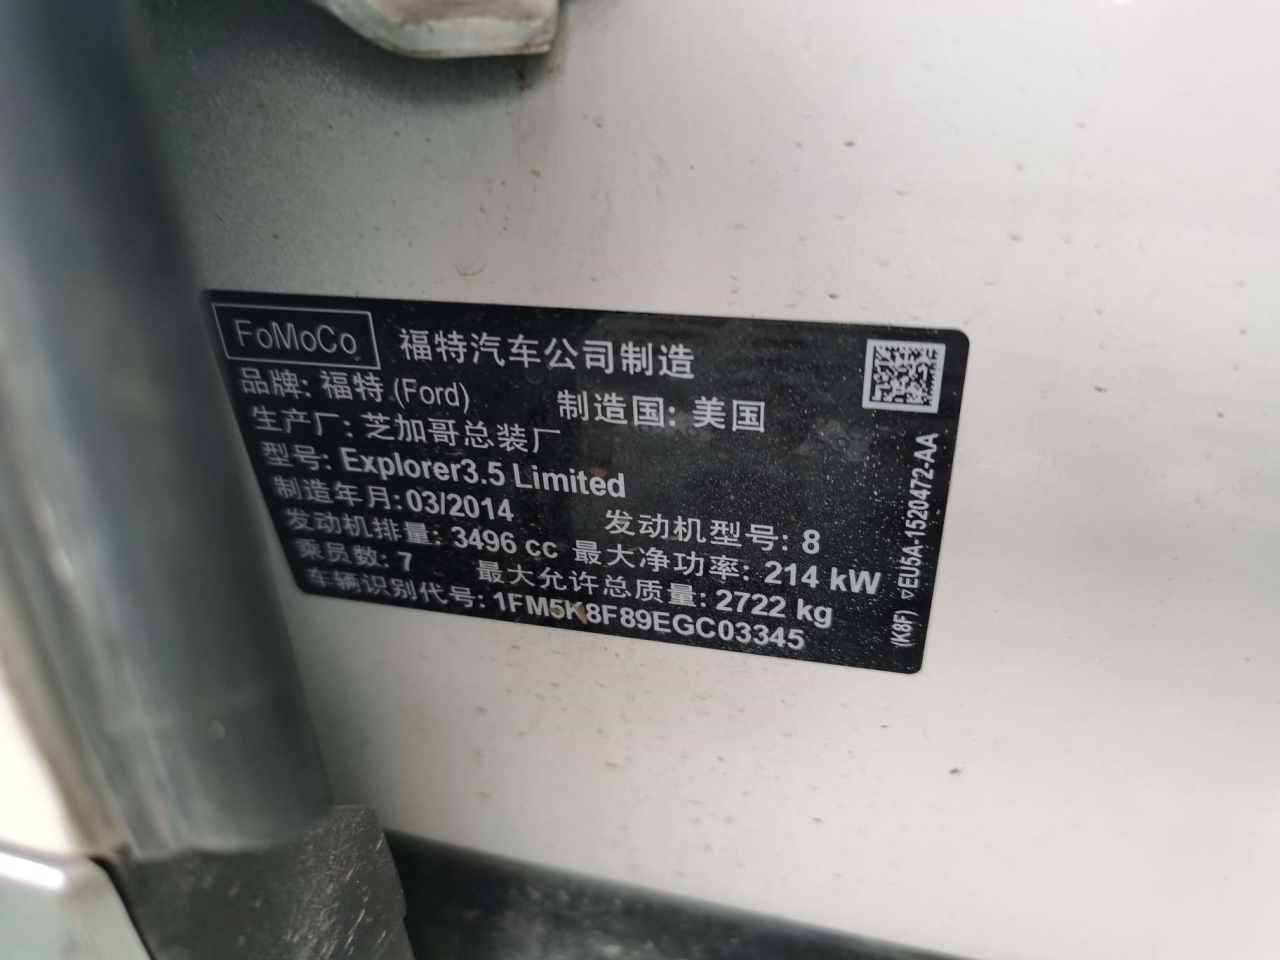 FoMoCo 福特汽车公司制造
品牌: 福特 (Ford) 制造国: 美国
生产厂: 芝加哥总装厂
型号: Explorer3.5 Limited
制造年月: 03/2014 发动机型号: 8
发动机排量: 3496 cc 最大净功率: 214 kW
乘员数: 7 最大允许总质量: 2722 kg
车辆识别代号: 1FM5K8F89EGC03345
(K8F) ▽EU5A-1520472-AA